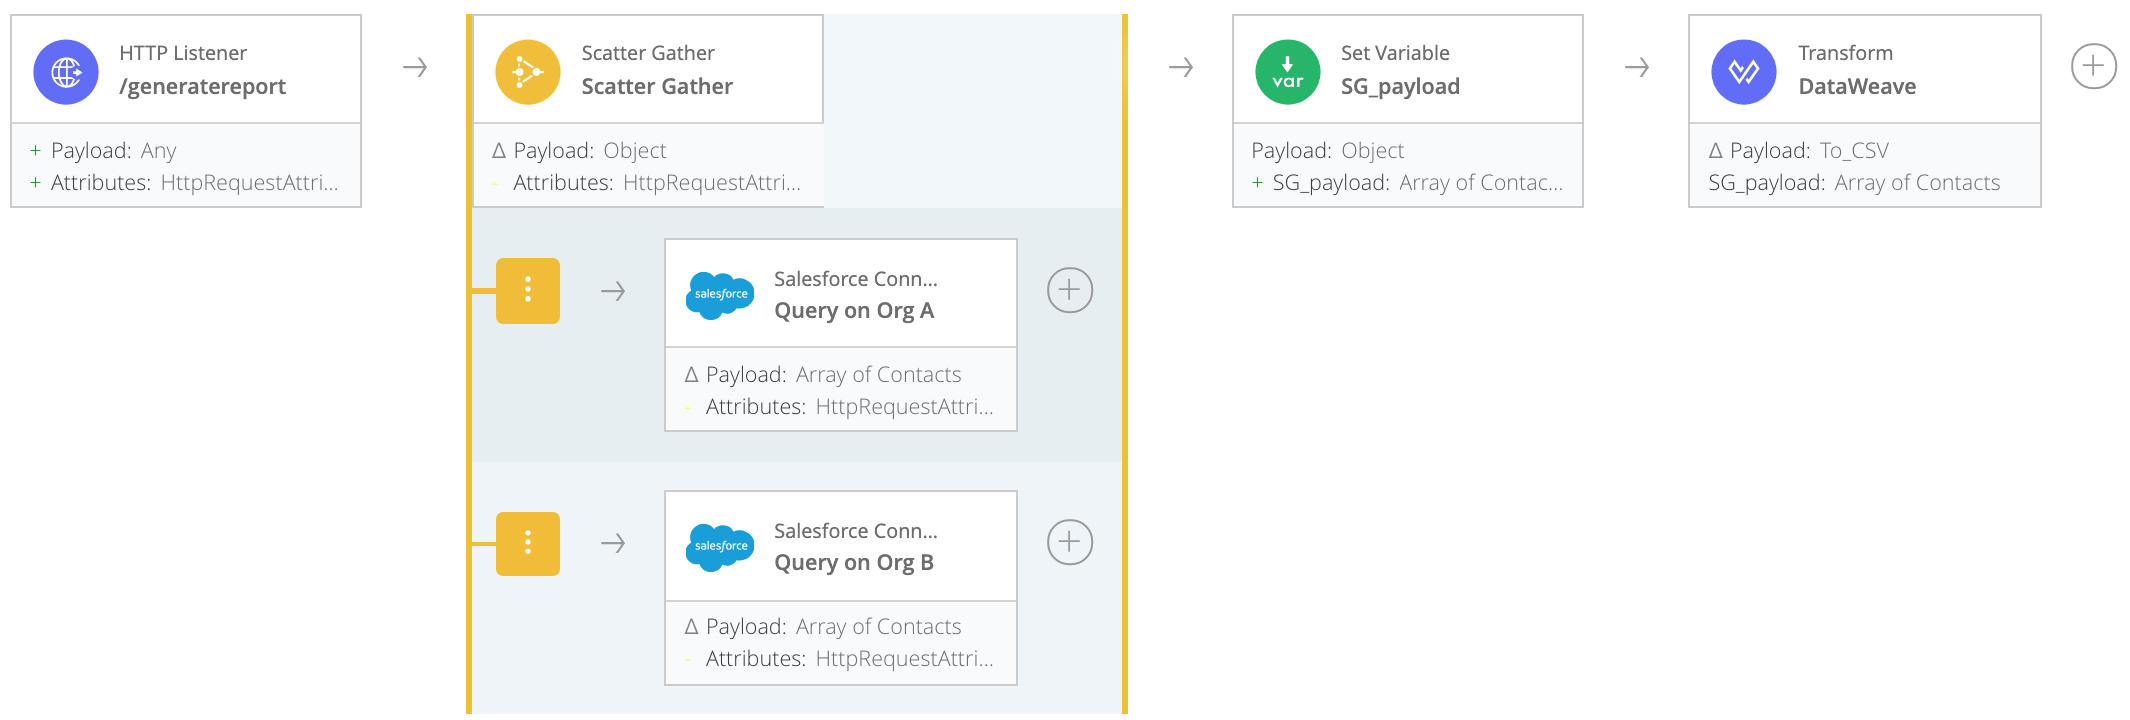 HTTP Listener
/generatereport
+ Payload: Any
+ Attributes: HttpRequestAttri...
Scatter Gather
Scatter Gather
Δ Payload: Object
- Attributes: HttpRequestAttri...
salesforce
Salesforce Conn...
Query on Org A
Δ Payload: Array of Contacts
- Attributes: HttpRequestAttri...
salesforce
Salesforce Conn...
Query on Org B
Δ Payload: Array of Contacts
- Attributes: HttpRequestAttri...
var
Set Variable
SG_payload
Payload: Object
+ SG_payload: Array of Contac...
Transform
DataWeave
Δ Payload: To_CSV
SG_payload: Array of Contacts